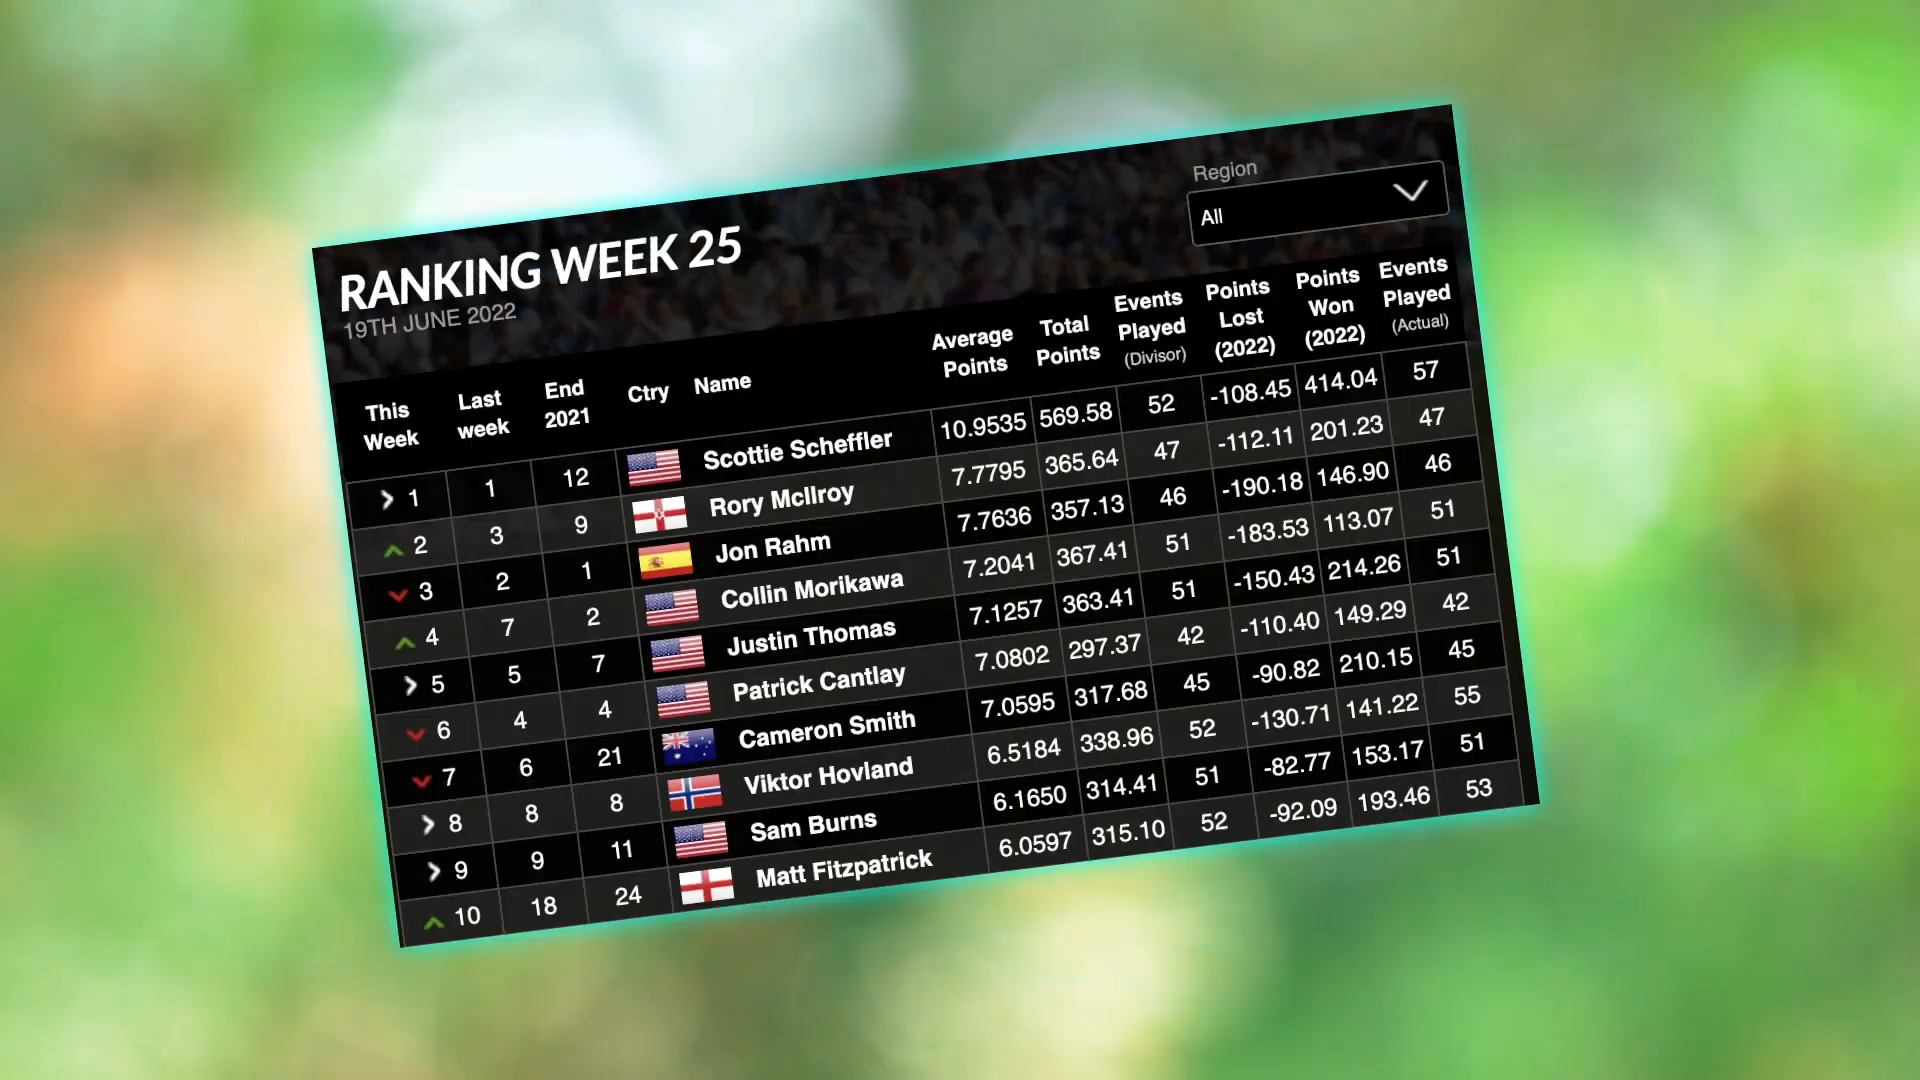 Region
All
RANKING WEEK 25
19TH JUNE 2022
This Week Last week End 2021 Ctry Name Average Points Total Points Events Played (Divisor) Points Lost (2022) Points Won (2022) Events Played (Actual)
1 1 12 Scottie Scheffler 10.9535 569.58 52 -108.45 414.04 57
2 3 9 Rory McIlroy 7.7795 365.64 47 -112.11 201.23 47
3 2 1 Jon Rahm 7.7636 357.13 46 -190.18 146.90 46
4 7 2 Collin Morikawa 7.2041 367.41 51 -183.53 113.07 51
5 5 7 Justin Thomas 7.1257 363.41 51 -150.43 214.26 51
6 4 4 Patrick Cantlay 7.0802 297.37 42 -110.40 149.29 42
7 6 21 Cameron Smith 7.0595 317.68 45 -90.82 210.15 45
8 8 8 Viktor Hovland 6.5184 338.96 52 -130.71 141.22 55
9 9 11 Sam Burns 6.1650 314.41 51 -82.77 153.17 51
10 18 24 Matt Fitzpatrick 6.0597 315.10 52 -92.09 193.46 53